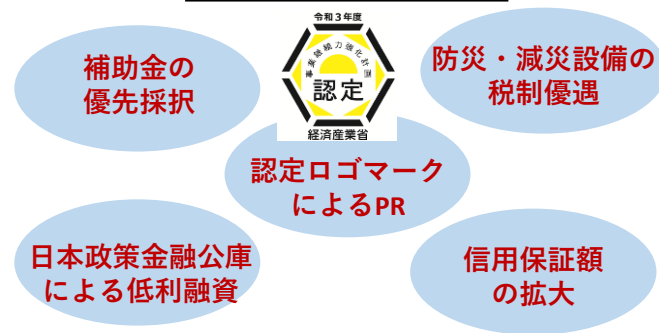 令和3年度
事業継続力強化計画
認定
経済産業省
補助金の
優先採択
防災・減災設備の
税制優遇
認定ロゴマーク
によるPR
日本政策金融公庫
による低利融資
信用保証額
の拡大